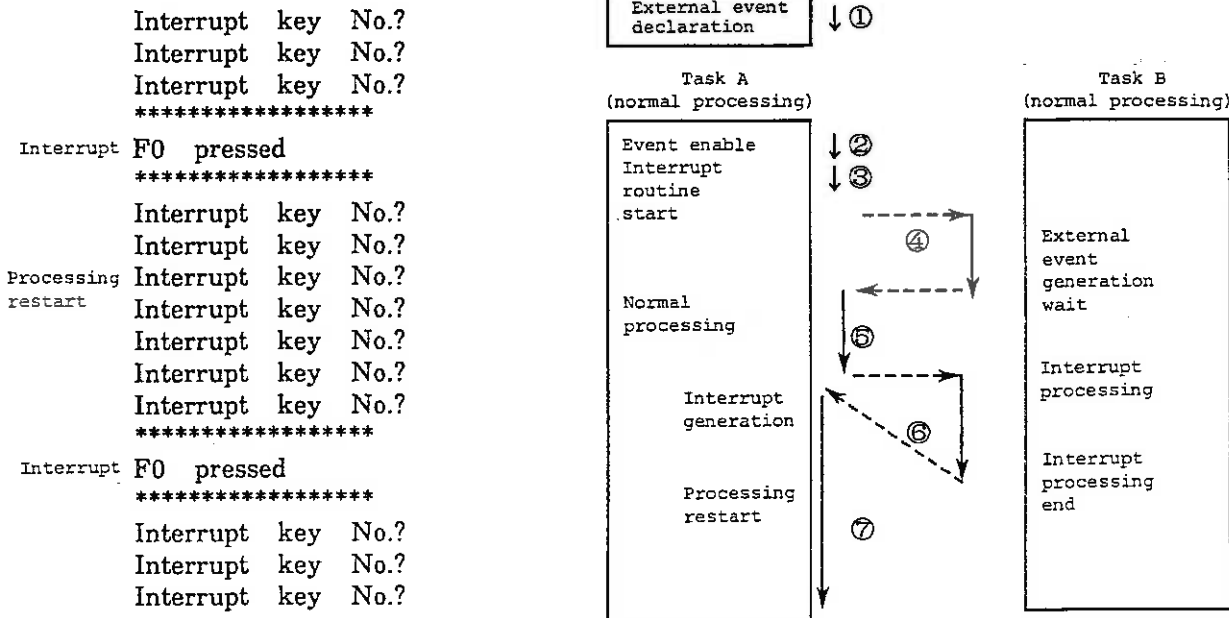 Interrupt key No.?
Interrupt key No.?
Interrupt key No.?
*******************
Interrupt F0 pressed
*******************
Interrupt key No.?
Interrupt key No.?
Processing Interrupt key No.?
restart Interrupt key No.?
Interrupt key No.?
Interrupt key No.?
Interrupt key No.?
*******************
Interrupt F0 pressed
*******************
Interrupt key No.?
Interrupt key No.?
Interrupt key No.?
External event
declaration
①
Task A
(normal processing)
Event enable
②
Interrupt
③
routine
start
④
Normal
processing
⑤
Interrupt
generation
⑥
Processing
restart
⑦
Task B
(normal processing)
External
event
generation
wait
Interrupt
processing
Interrupt
processing
end